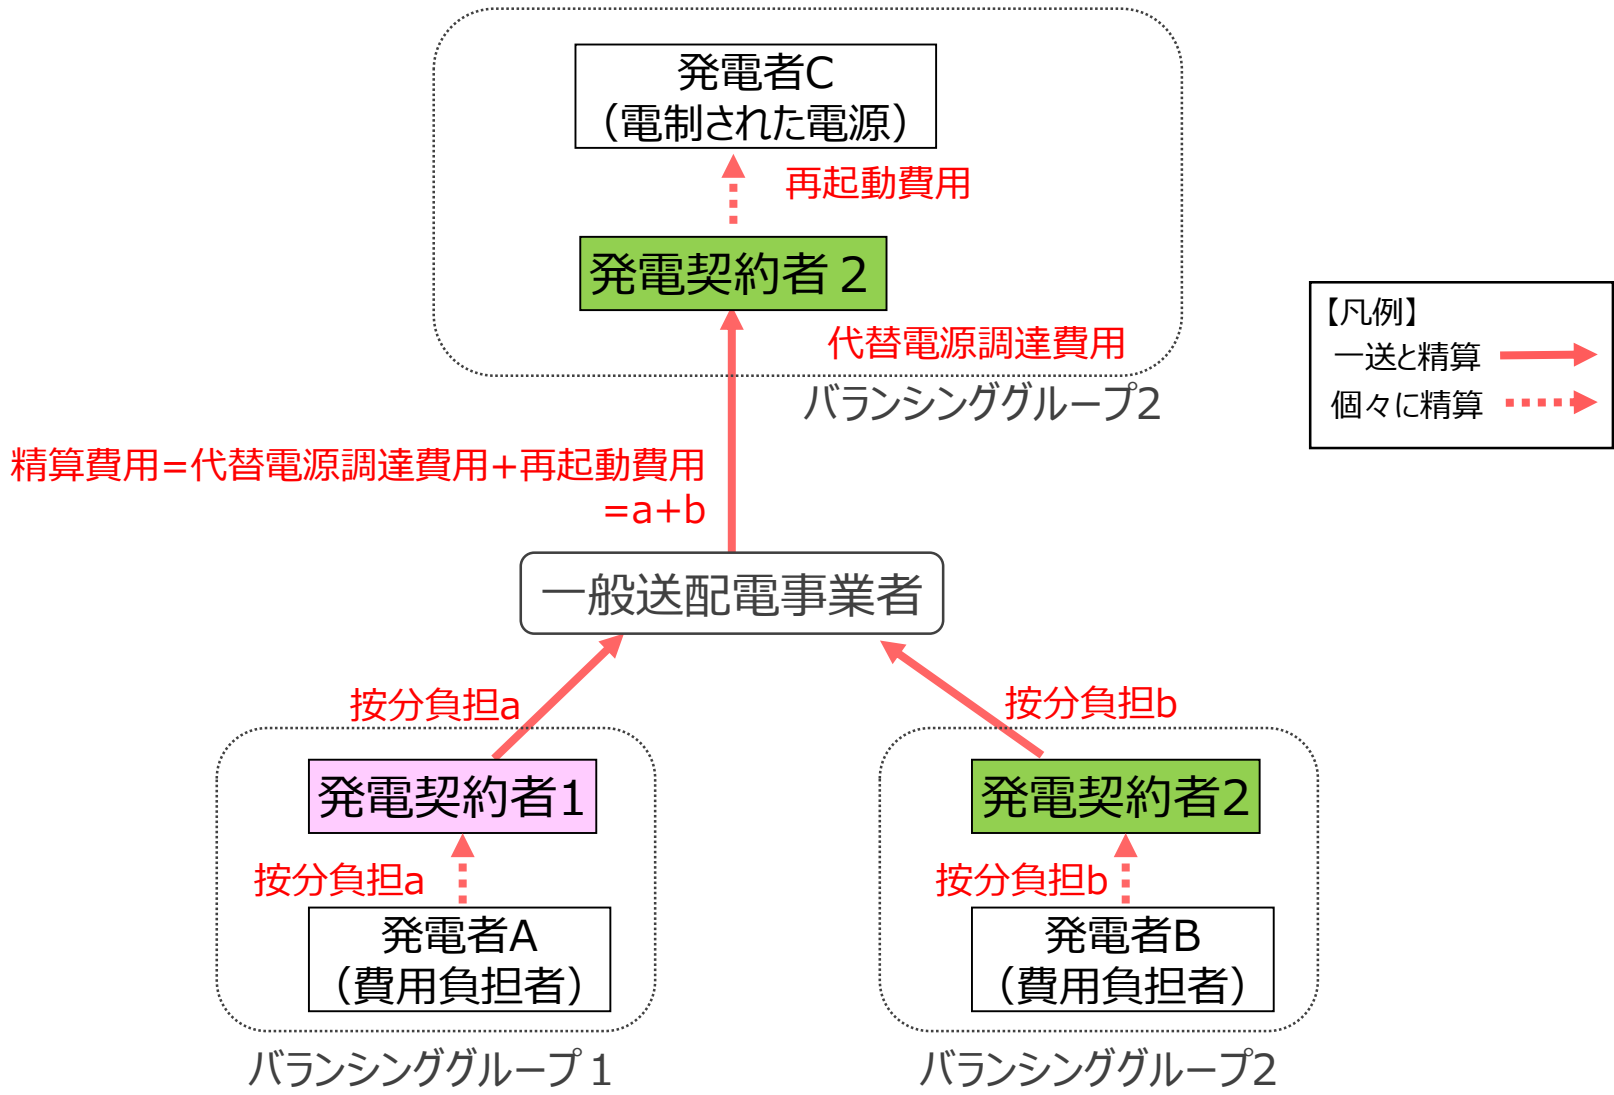 発電者C
（電制された電源）
再起動費用
発電契約者２
代替電源調達費用
バランシンググループ2
【凡例】
一送と精算
個々に精算
精算費用=代替電源調達費用+再起動費用
=a+b
一般送配電事業者
按分負担a
按分負担b
発電契約者1
発電契約者2
按分負担a
按分負担b
発電者A
（費用負担者）
発電者B
（費用負担者）
バランシンググループ１
バランシンググループ2